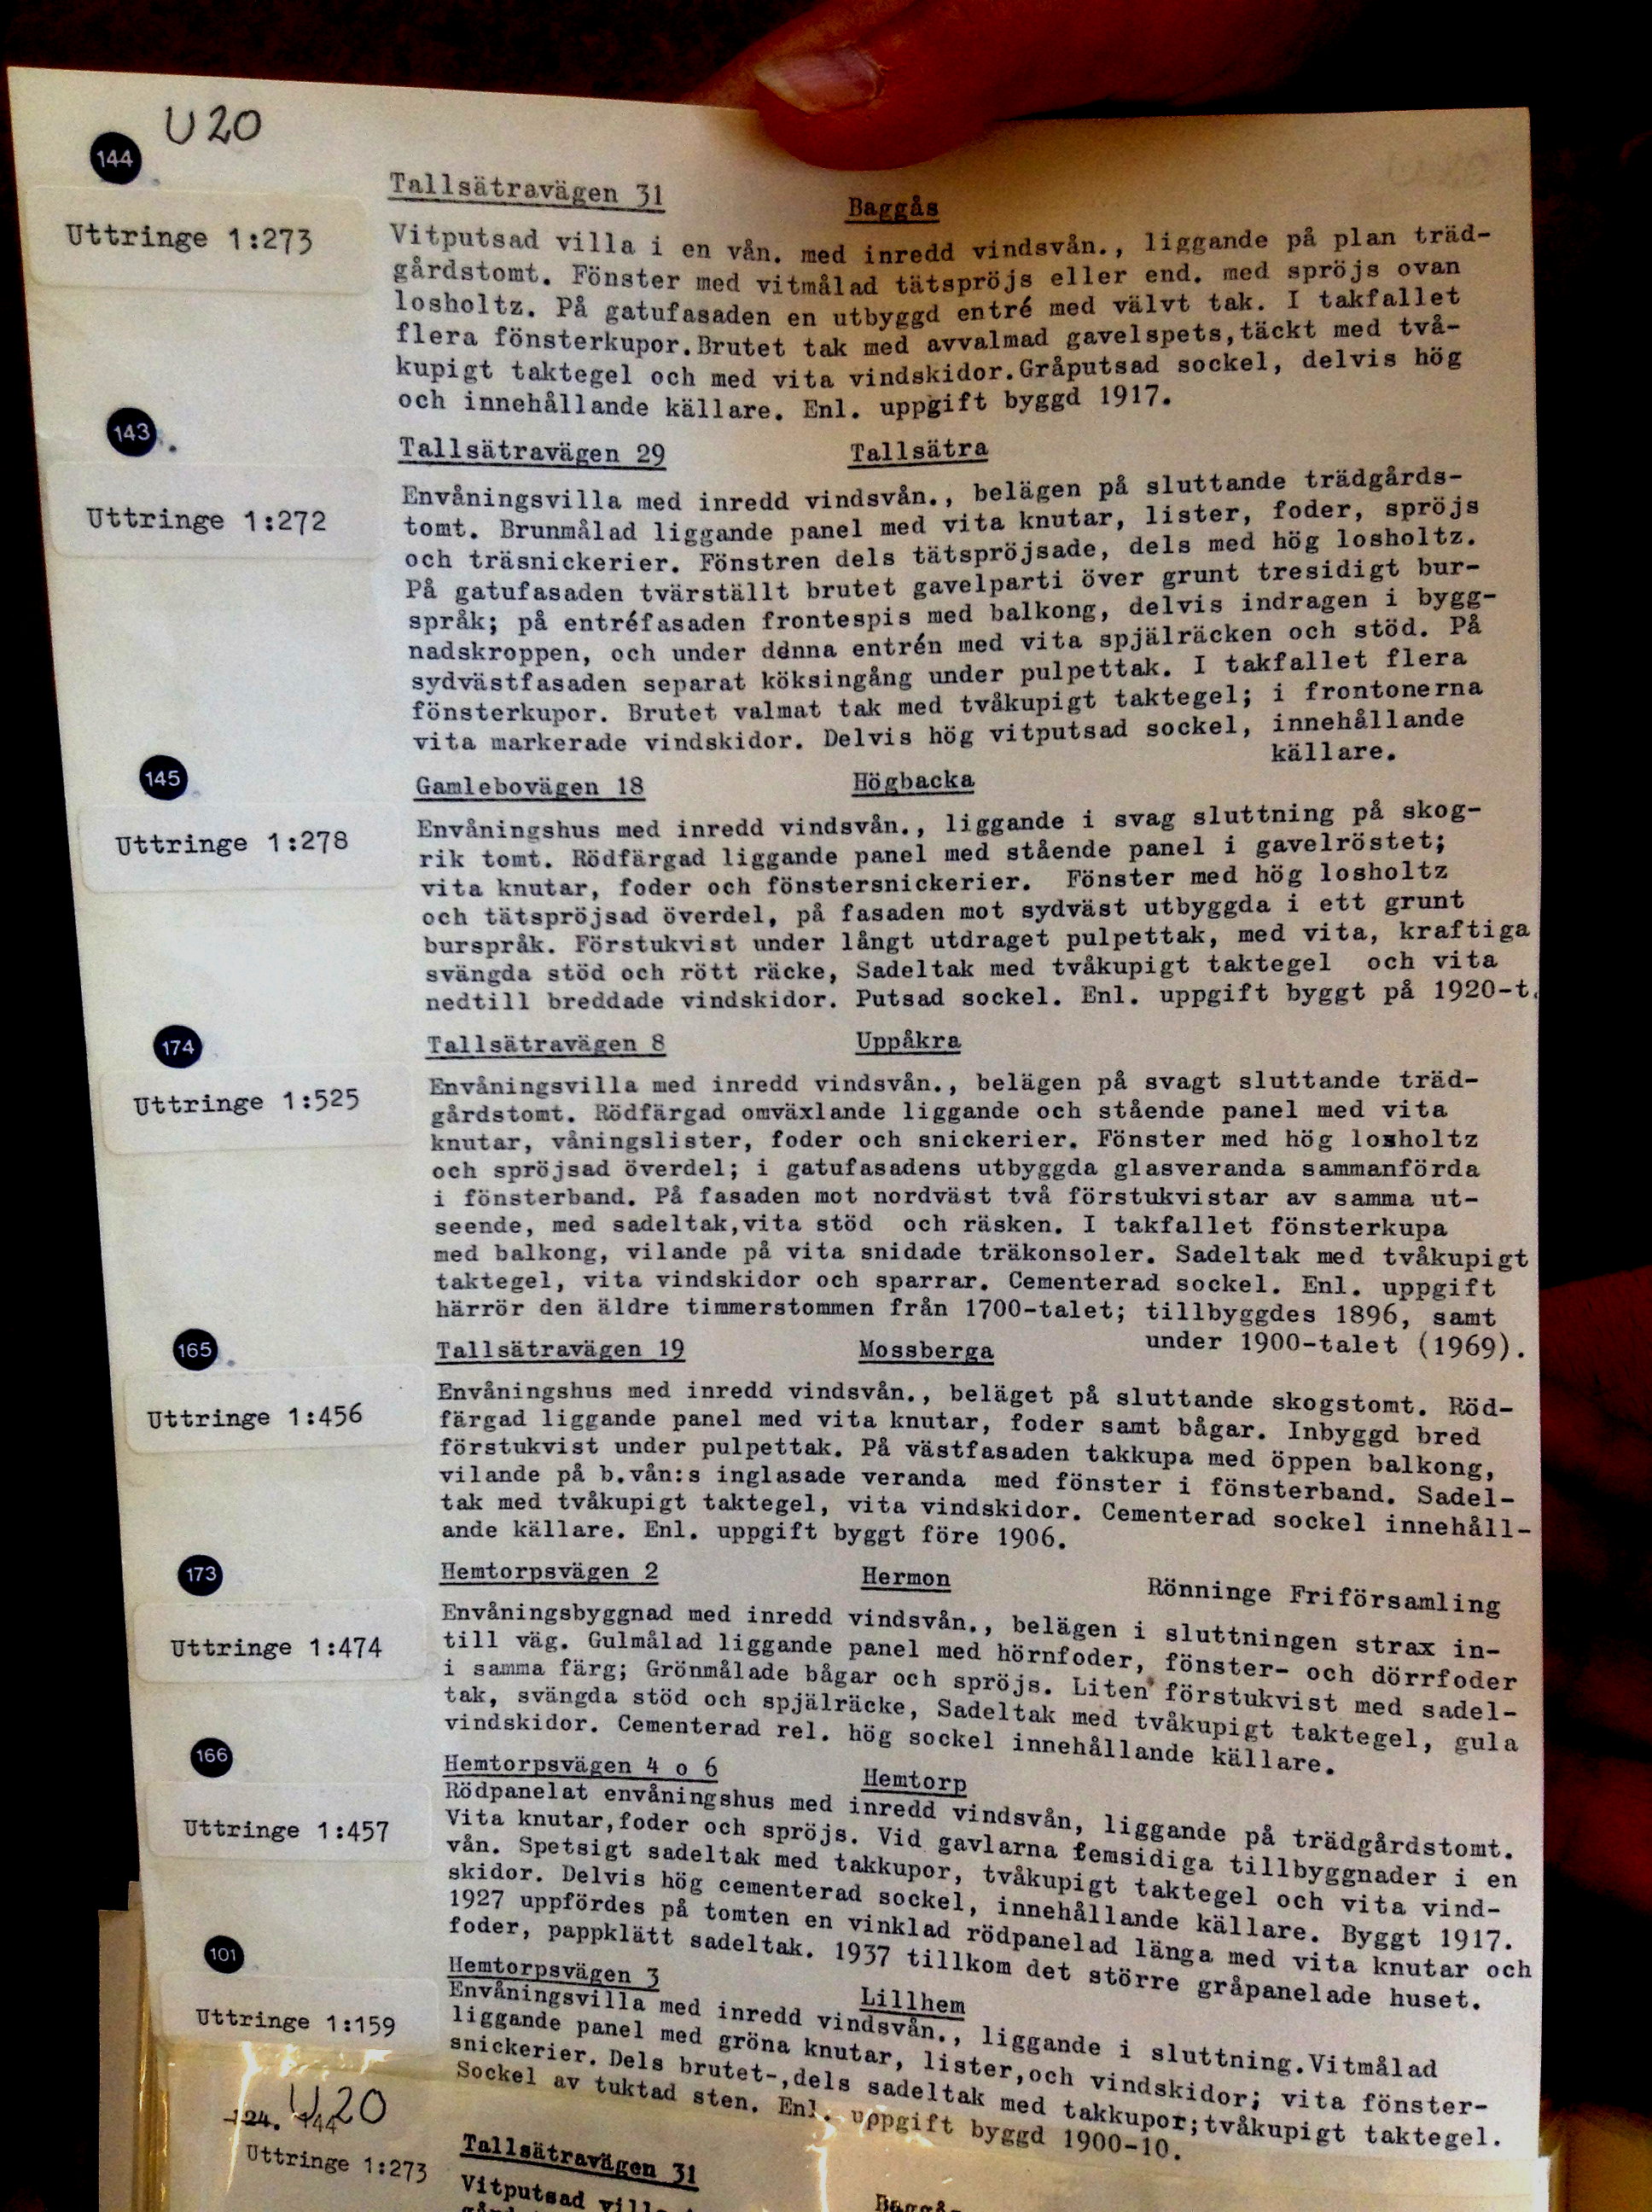 U 20
144
Tallsätravägen 31 Baggås
Uttringe 1:273
Vitputsad villa i en vån. med inredd vindsvån., liggande på plan träd-
gårdstomt. Fönster med vitmålad tätspröjs eller end. med spröjs ovan
losholtz. På gatufasaden en utbyggd entré med välvt tak. I takfallet
flera fönsterkupor.Brutet tak med avvalmad gavelspets,täckt med två-
kupigt taktegel och med vita vindskidor.Gråputsad sockel, delvis hög
och innehållande källare. Enl. uppgift byggd 1917.
143
Tallsätravägen 29 Tallsätra
Uttringe 1:272
Envåningsvilla med inredd vindsvån., belägen på sluttande trädgårds-
tomt. Brunmålad liggande panel med vita knutar, lister, foder, spröjs
och träsnickerier. Fönstren dels tätspröjsade, dels med hög losholtz.
På gatufasaden tvärställt brutet gavelparti över grunt tresidigt bur-
språk; på entréfasaden frontespis med balkong, delvis indragen i bygg-
nadskroppen, och under denna entrén med vita spjälräcken och stöd. På
sydvästfasaden separat köksingång under pulpettak. I takfallet flera
fönsterkupor. Brutet valmat tak med tvåkupigt taktegel; i frontonerna
vita markerade vindskidor. Delvis hög vitputsad sockel, innehållande
källare.
145
Gamlebovägen 18 Högbacka
Uttringe 1:278
Envåningshus med inredd vindsvån., liggande i svag sluttning på skog-
rik tomt. Rödfärgad liggande panel med stående panel i gavelröstet;
vita knutar, foder och fönstersnickerier. Fönster med hög losholtz
och tätspröjsad överdel, på fasaden mot sydväst utbyggda i ett grunt
burspråk. Förstukvist under långt utdraget pulpettak, med vita, kraftiga
svängda stöd och rött räcke, Sadeltak med tvåkupigt taktegel och vita
nedtill breddade vindskidor. Putsad sockel. Enl. uppgift byggt på 1920-t.
174
Tallsätravägen 8 Uppåkra
Uttringe 1:525
Envåningsvilla med inredd vindsvån., belägen på svagt sluttande träd-
gårdstomt. Rödfärgad omväxlande liggande och stående panel med vita
knutar, våningslister, foder och snickerier. Fönster med hög losholtz
och spröjsad överdel; i gatufasadens utbyggda glasveranda sammanförda
i fönsterband. På fasaden mot nordväst två förstukvistar av samma ut-
seende, med sadeltak,vita stöd och räsken. I takfallet fönsterkupa
med balkong, vilande på vita snidade träkonsoler. Sadeltak med tvåkupigt
taktegel, vita vindskidor och sparrar. Cementerad sockel. Enl. uppgift
härrör den äldre timmerstommen från 1700-talet; tillbyggdes 1896, samt
under 1900-talet (1969).
165
Tallsätravägen 19 Mossberga
Uttringe 1:456
Envåningshus med inredd vindsvån., beläget på sluttande skogstomt. Röd-
färgad liggande panel med vita knutar, foder samt bågar. Inbyggd bred
förstukvist under pulpettak. På västfasaden takkupa med öppen balkong,
vilande på b.vån:s inglasade veranda med fönster i fönsterband. Sadel-
tak med tvåkupigt taktegel, vita vindskidor. Cementerad sockel innehåll-
ande källare. Enl. uppgift byggt före 1906.
173
Hemtorpsvägen 2 Hermon Rönninge Friförsamling
Uttringe 1:474
Envåningsbyggnad med inredd vindsvån., belägen i sluttningen strax in-
till väg. Gulmålad liggande panel med hörnfoder, fönster- och dörrfoder
i samma färg; Grönmålade bågar och spröjs. Liten förstukvist med sadel-
tak, svängda stöd och spjälräcke, Sadeltak med tvåkupigt taktegel, gula
vindskidor. Cementerad rel. hög sockel innehållande källare.
166
Hemtorpsvägen 4 o 6 Hemtorp
Uttringe 1:457
Rödpanelat envåningshus med inredd vindsvån, liggande på trädgårdstomt.
Vita knutar,foder och spröjs. Vid gavlarna femsidiga tillbyggnader i en
vån. Spetsigt sadeltak med takkupor, tvåkupigt taktegel och vita vind-
skidor. Delvis hög cementerad sockel, innehållande källare. Byggt 1917.
1927 uppfördes på tomten en vinklad rödpanelad länga med vita knutar och
foder, pappklätt sadeltak. 1937 tillkom det större gråpanelade huset.
101
Hemtorpsvägen 3 Lillhem
Uttringe 1:159
Envåningsvilla med inredd vindsvån., liggande i sluttning.Vitmålad
liggande panel med gröna knutar, lister,och vindskidor; vita fönster-
snickerier. Dels brutet-,dels sadeltak med takkupor;tvåkupigt taktegel.
Sockel av tuktad sten. Enl. uppgift byggd 1900-10.
U 20
124. 144
Uttringe 1:273
Tallsätravägen 31
Vitputsad